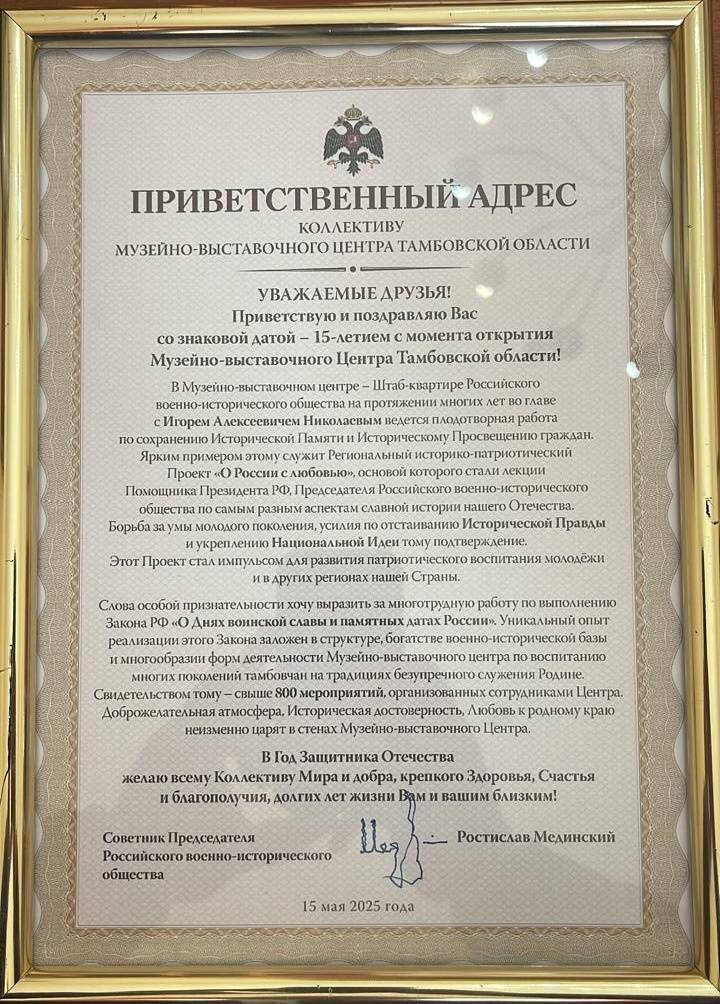 ПРИВЕТСТВЕННЫЙ АДРЕС
КОЛЛЕКТИВУ
МУЗЕЙНО-ВЫСТАВОЧНОГО ЦЕНТРА ТАМБОВСКОЙ ОБЛАСТИ
УВАЖАЕМЫЕ ДРУЗЬЯ!
Приветствую и поздравляю Вас
со знаковой датой – 15-летием с момента открытия
Музейно-выставочного Центра Тамбовской области!
В Музейно-выставочном центре – Штаб-квартире Российского
военно-исторического общества на протяжении многих лет во главе
с Игорем Алексеевичем Николаевым ведется плодотворная работа
по сохранению Исторической Памяти и Историческому Просвещению граждан.
Ярким примером этому служит Региональный историко-патриотический
Проект «О России с любовью», основой которого стали лекции
Помощника Президента РФ, Председателя Российского военно-исторического
общества по самым разным аспектам славной истории нашего Отечества.
Борьба за умы молодого поколения, усилия по отстаиванию Исторической Правды
и укреплению Национальной Идеи тому подтверждение.
Этот Проект стал импульсом для развития патриотического воспитания молодёжи
и в других регионах нашей Страны.
Слова особой признательности хочу выразить за многотрудную работу по выполнению
Закона РФ «О Днях воинской славы и памятных датах России». Уникальный опыт
реализации этого Закона заложен в структуре, богатстве военно-исторической базы
и многообразии форм деятельности Музейно-выставочного центра по воспитанию
многих поколений тамбовчан на традициях безупречного служения Родине.
Свидетельством тому – свыше 800 мероприятий, организованных сотрудниками Центра.
Доброжелательная атмосфера, Историческая достоверность, Любовь к родному краю
неизменно царят в стенах Музейно-выставочного Центра.
В Год Защитника Отечества
желаю всему Коллективу Мира и добра, крепкого Здоровья, Счастья
и благополучия, долгих лет жизни Вам и вашим близким!
Советник Председателя
Российского военно-исторического
общества
Ростислав Мединский
15 мая 2025 года